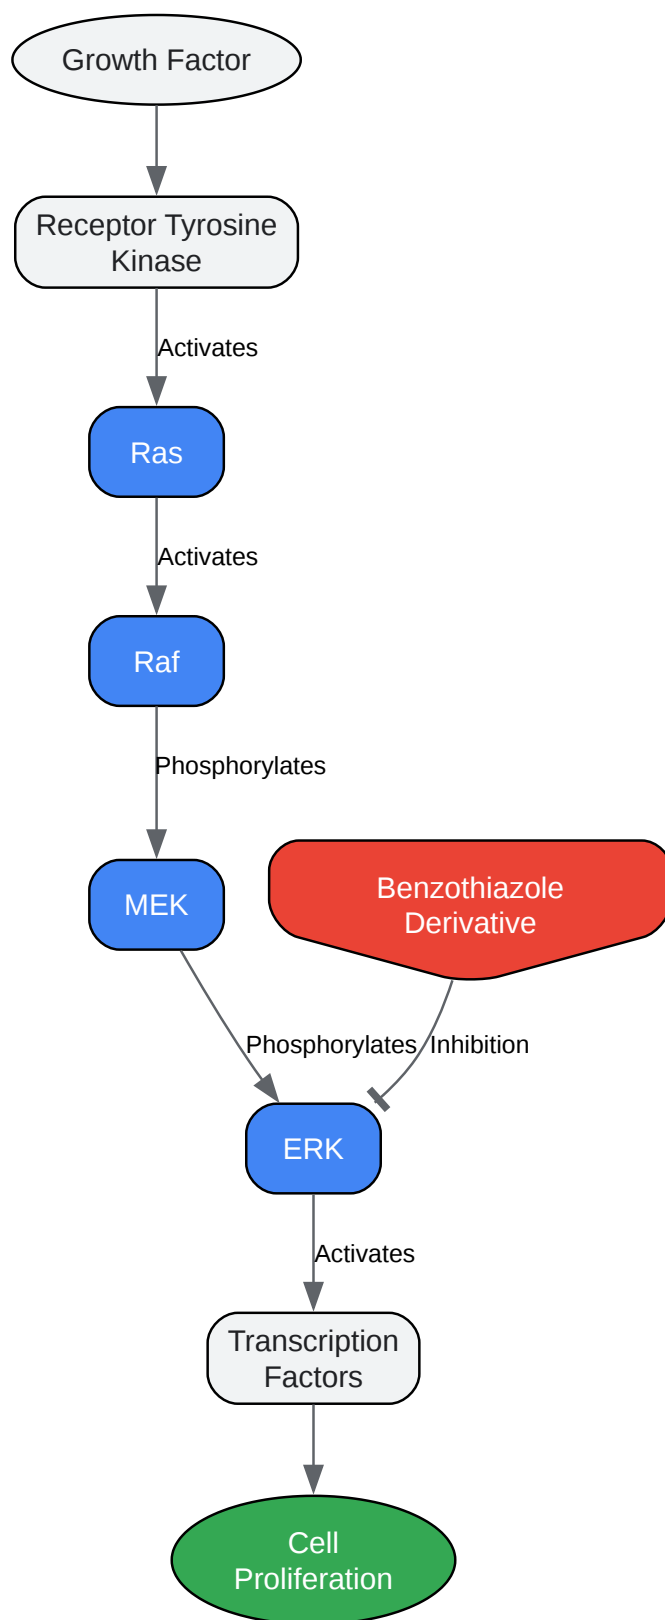 Growth Factor
Receptor Tyrosine
Kinase
Activates
Ras
Activates
Raf
Phosphorylates
MEK
Benzothiazole
Derivative
Phosphorylates
Inhibition
ERK
Activates
Transcription
Factors
Cell
Proliferation